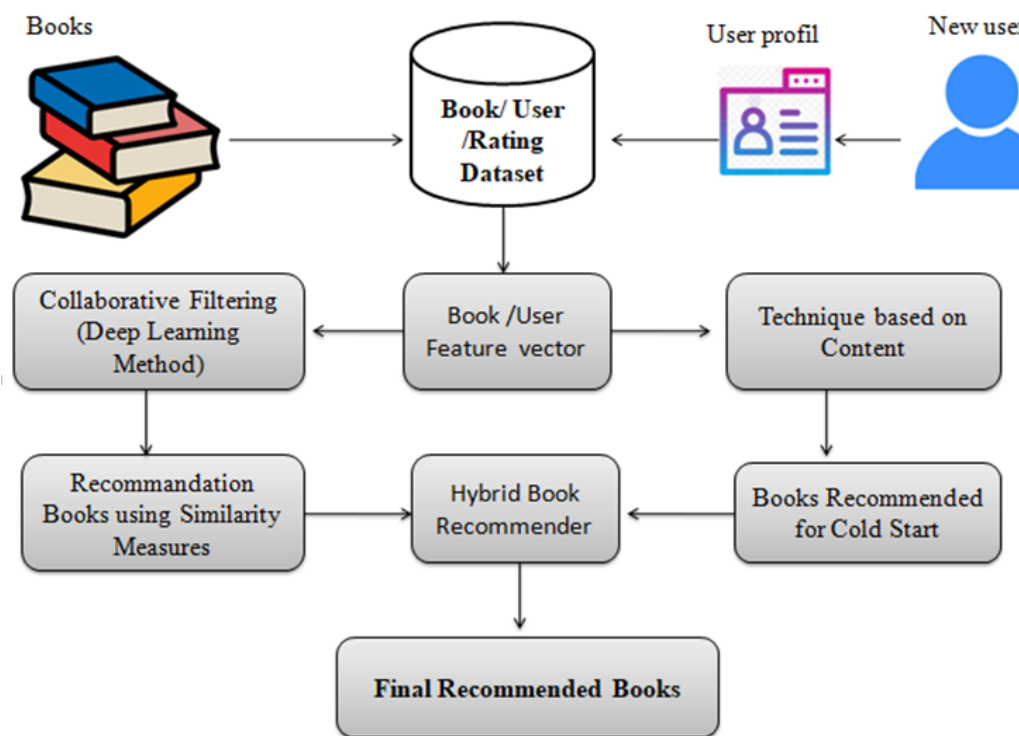 Books
User profil
New user
Book/ User
/Rating
Dataset
Collaborative Filtering
(Deep Learning
Method)
Book /User
Feature vector
Technique based on
Content
Recommandation
Books using Similarity
Measures
Hybrid Book
Recommender
Books Recommended
for Cold Start
Final Recommended Books